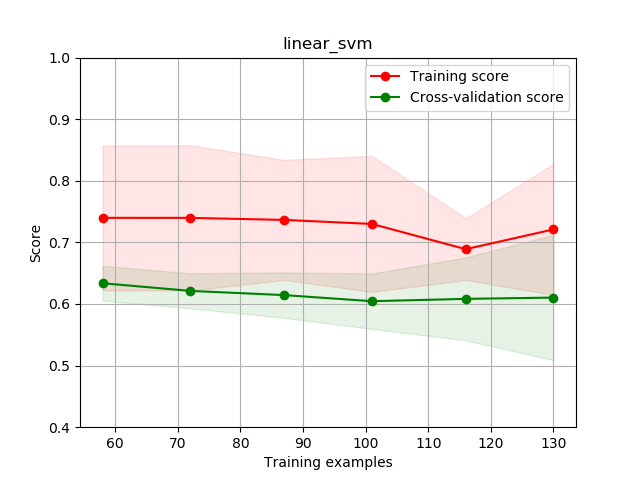 linear_svm
Training score
Cross-validation score
1.0
0.9
0.8
0.7
0.6
0.5
0.4
Score
60 70 80 90 100 110 120 130
Training examples